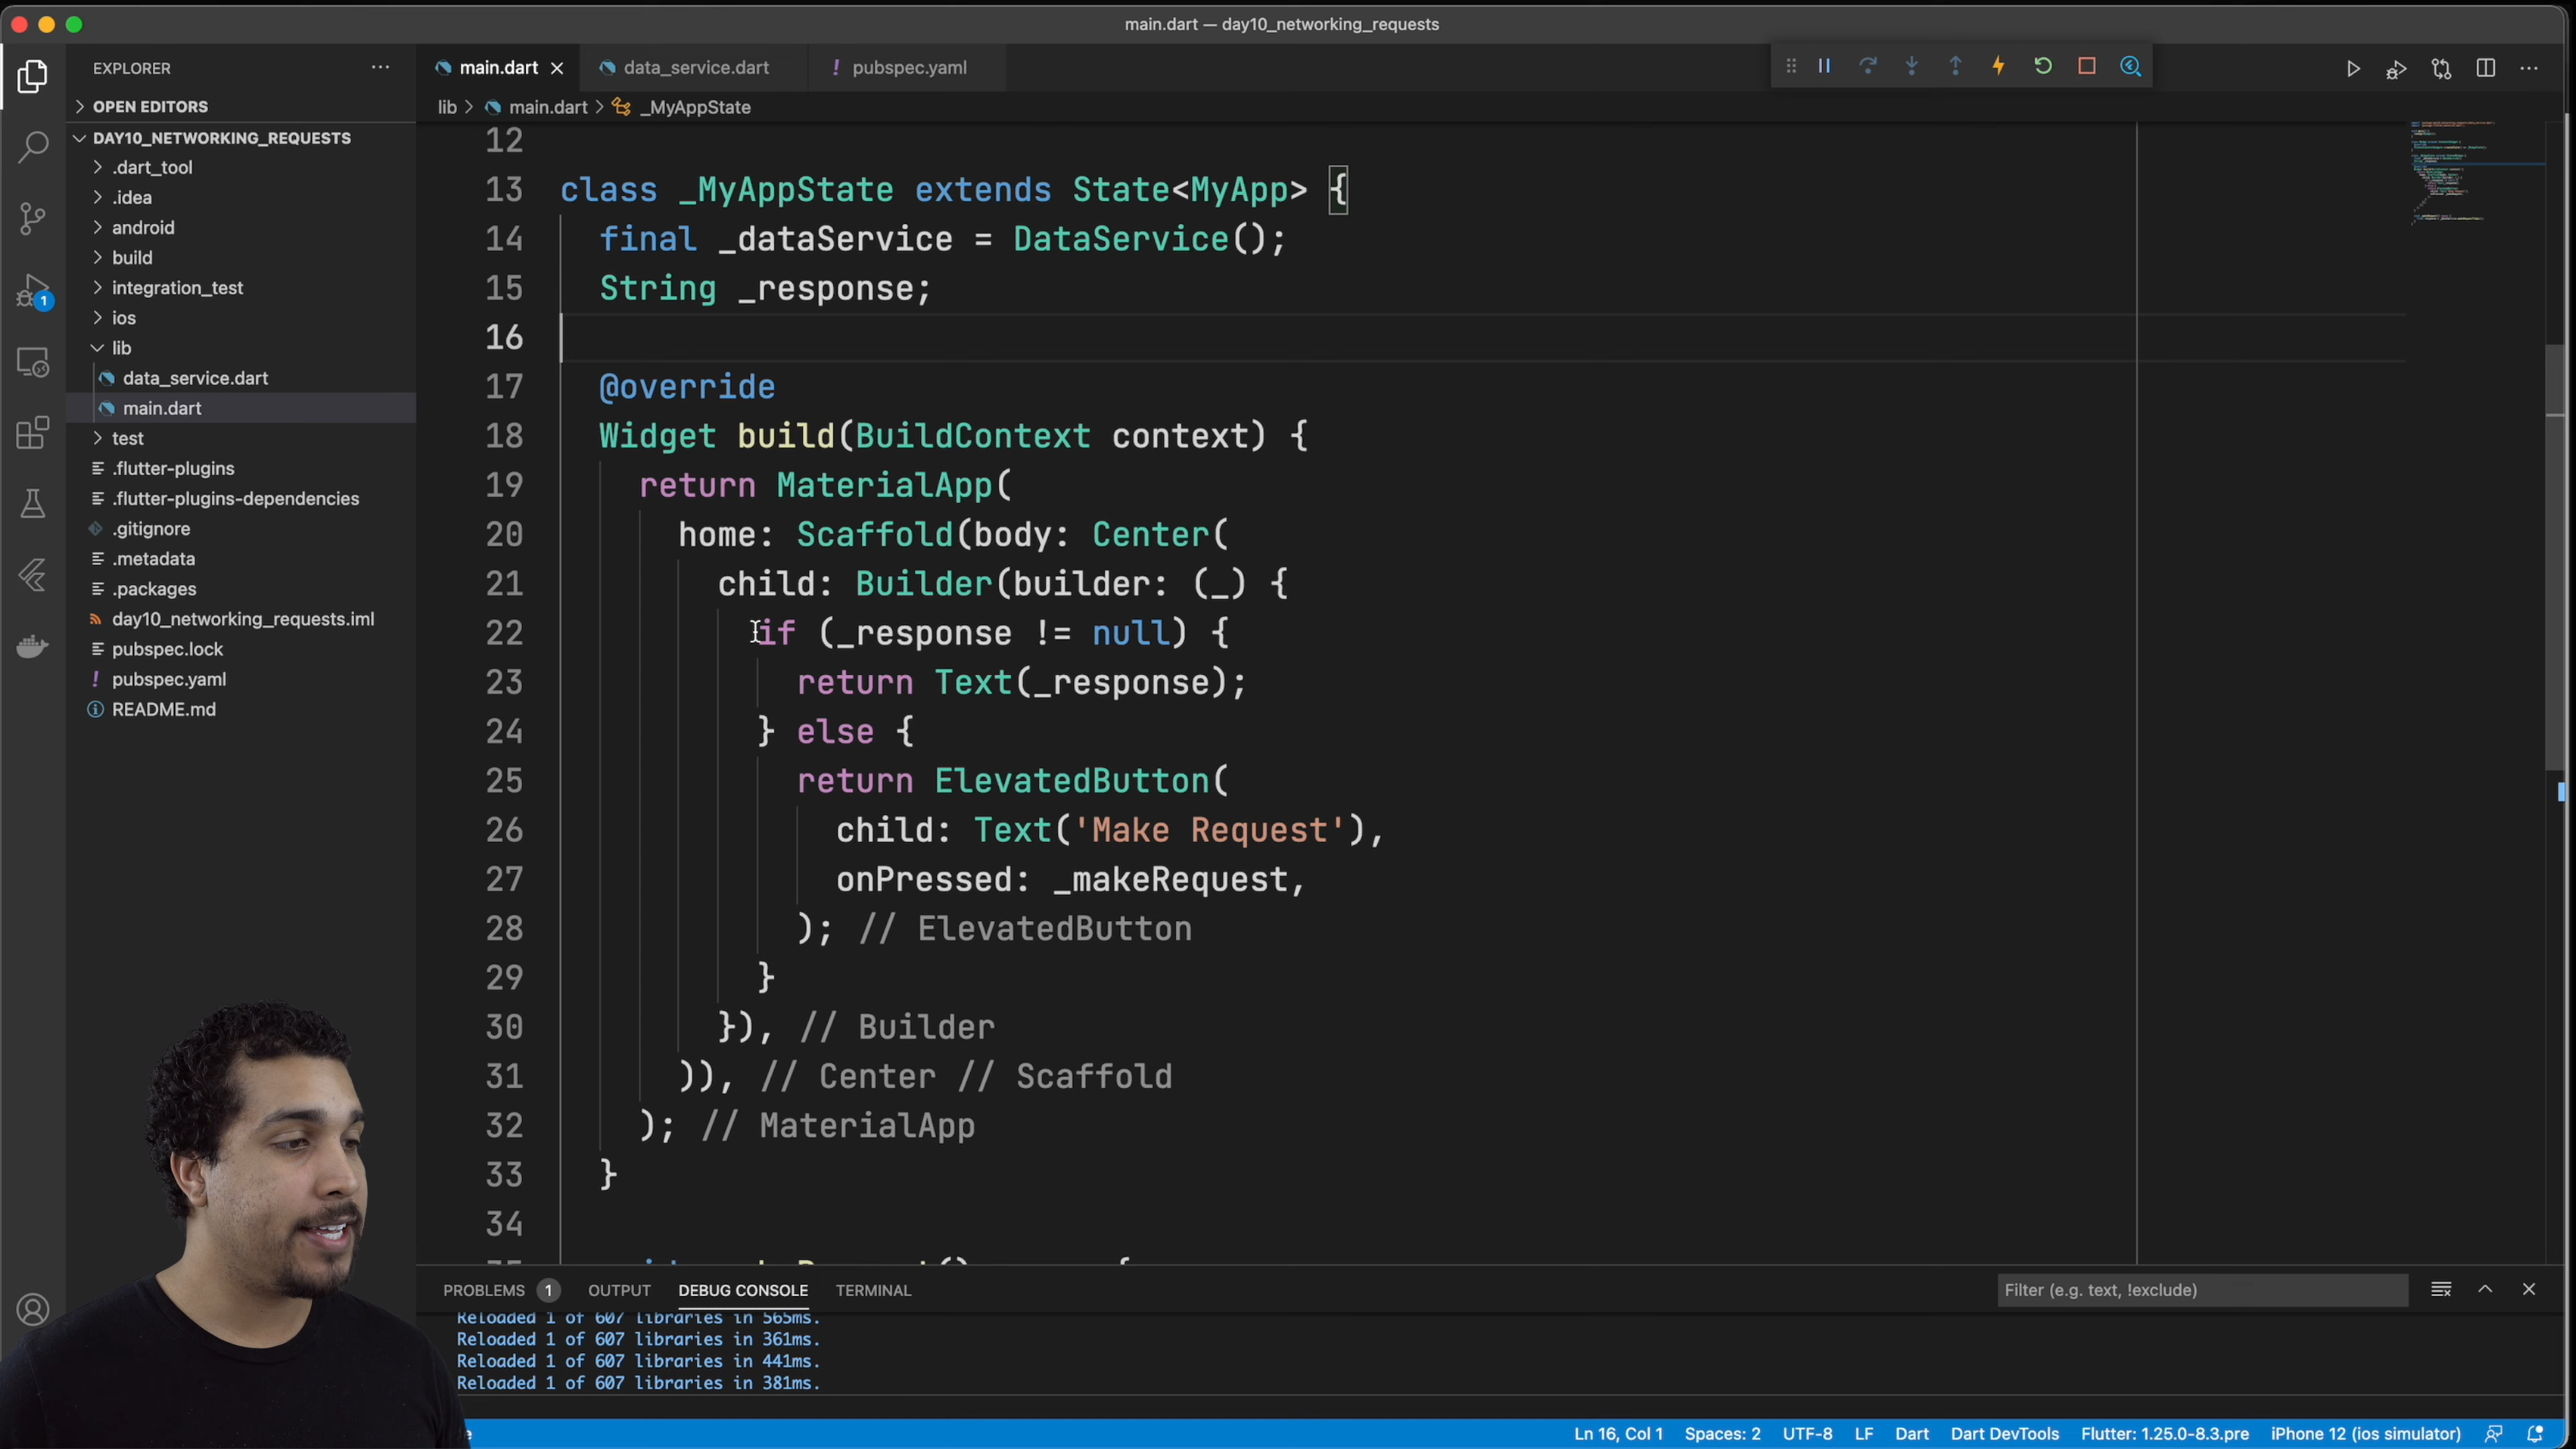 main.dart — day10_networking_requests
EXPLORER
OPEN EDITORS
DAY10_NETWORKING_REQUESTS
.dart_tool
.idea
android
build
integration_test
ios
lib
data_service.dart
main.dart
test
.flutter-plugins
.flutter-plugins-dependencies
.gitignore
.metadata
.packages
day10_networking_requests.iml
pubspec.lock
pubspec.yaml
README.md
1
main.dart data_service.dart ! pubspec.yaml
lib > main.dart > _MyAppState
12
13 class _MyAppState extends State<MyApp> {
14 final _dataService = DataService();
15 String _response;
16
17 @override
18 Widget build(BuildContext context) {
19 return MaterialApp(
20 home: Scaffold(body: Center(
21 child: Builder(builder: (_) {
22 if (_response != null) {
23 return Text(_response);
24 } else {
25 return ElevatedButton(
26 child: Text('Make Request'),
27 onPressed: _makeRequest,
28 ); // ElevatedButton
29 }
30 }), // Builder
31 )), // Center // Scaffold
32 ); // MaterialApp
33 }
34
PROBLEMS 1 OUTPUT DEBUG CONSOLE TERMINAL Filter (e.g. text, !exclude)
Reloaded 1 of 607 libraries in 565ms.
Reloaded 1 of 607 libraries in 361ms.
Reloaded 1 of 607 libraries in 441ms.
Reloaded 1 of 607 libraries in 381ms.
Ln 16, Col 1 Spaces: 2 UTF-8 LF Dart Dart DevTools Flutter: 1.25.0-8.3.pre iPhone 12 (ios simulator)